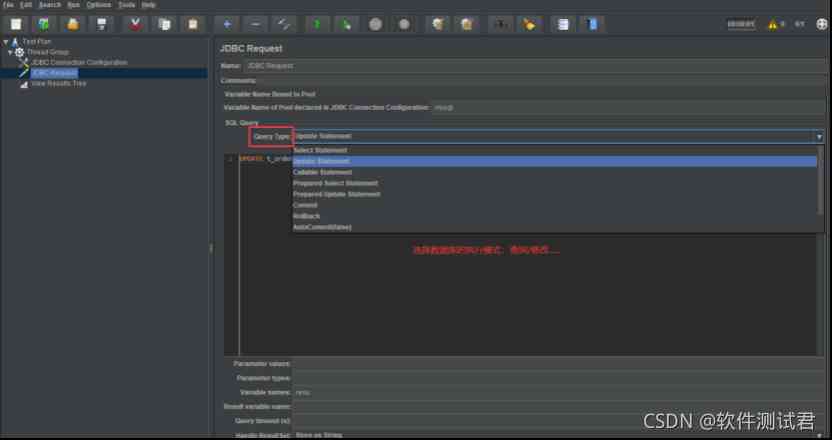 File Edit Search Run Options Tools Help
00:00:00
0
0/1
Test Plan
Thread Group
JDBC Connection Configuration
JDBC Request
View Results Tree
JDBC Request
Name: JDBC Request
Comments:
Variable Name Bound to Pool
Variable Name of Pool declared in JDBC Connection Configuration: mysql
SQL Query
Query Type: Update Statement
Select Statement
Update Statement
Callable Statement
Prepared Select Statement
Prepared Update Statement
Commit
Rollback
AutoCommit(false)
1 UPDATE t_order
选择数据库的执行模式：查询/修改....
Parameter values:
Parameter types:
Variable names:
Result variable name:
Query timeout (s):
Handle ResultSet: Store as String
CSDN @软件测试君